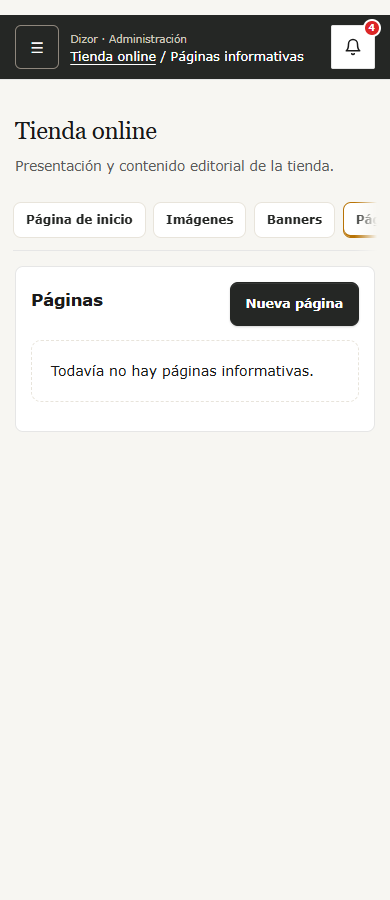 Dizor · Administración
Tienda online / Páginas informativas
4
Tienda online
Presentación y contenido editorial de la tienda.
Página de inicio
Imágenes
Banners
Páginas
Nueva página
Todavía no hay páginas informativas.